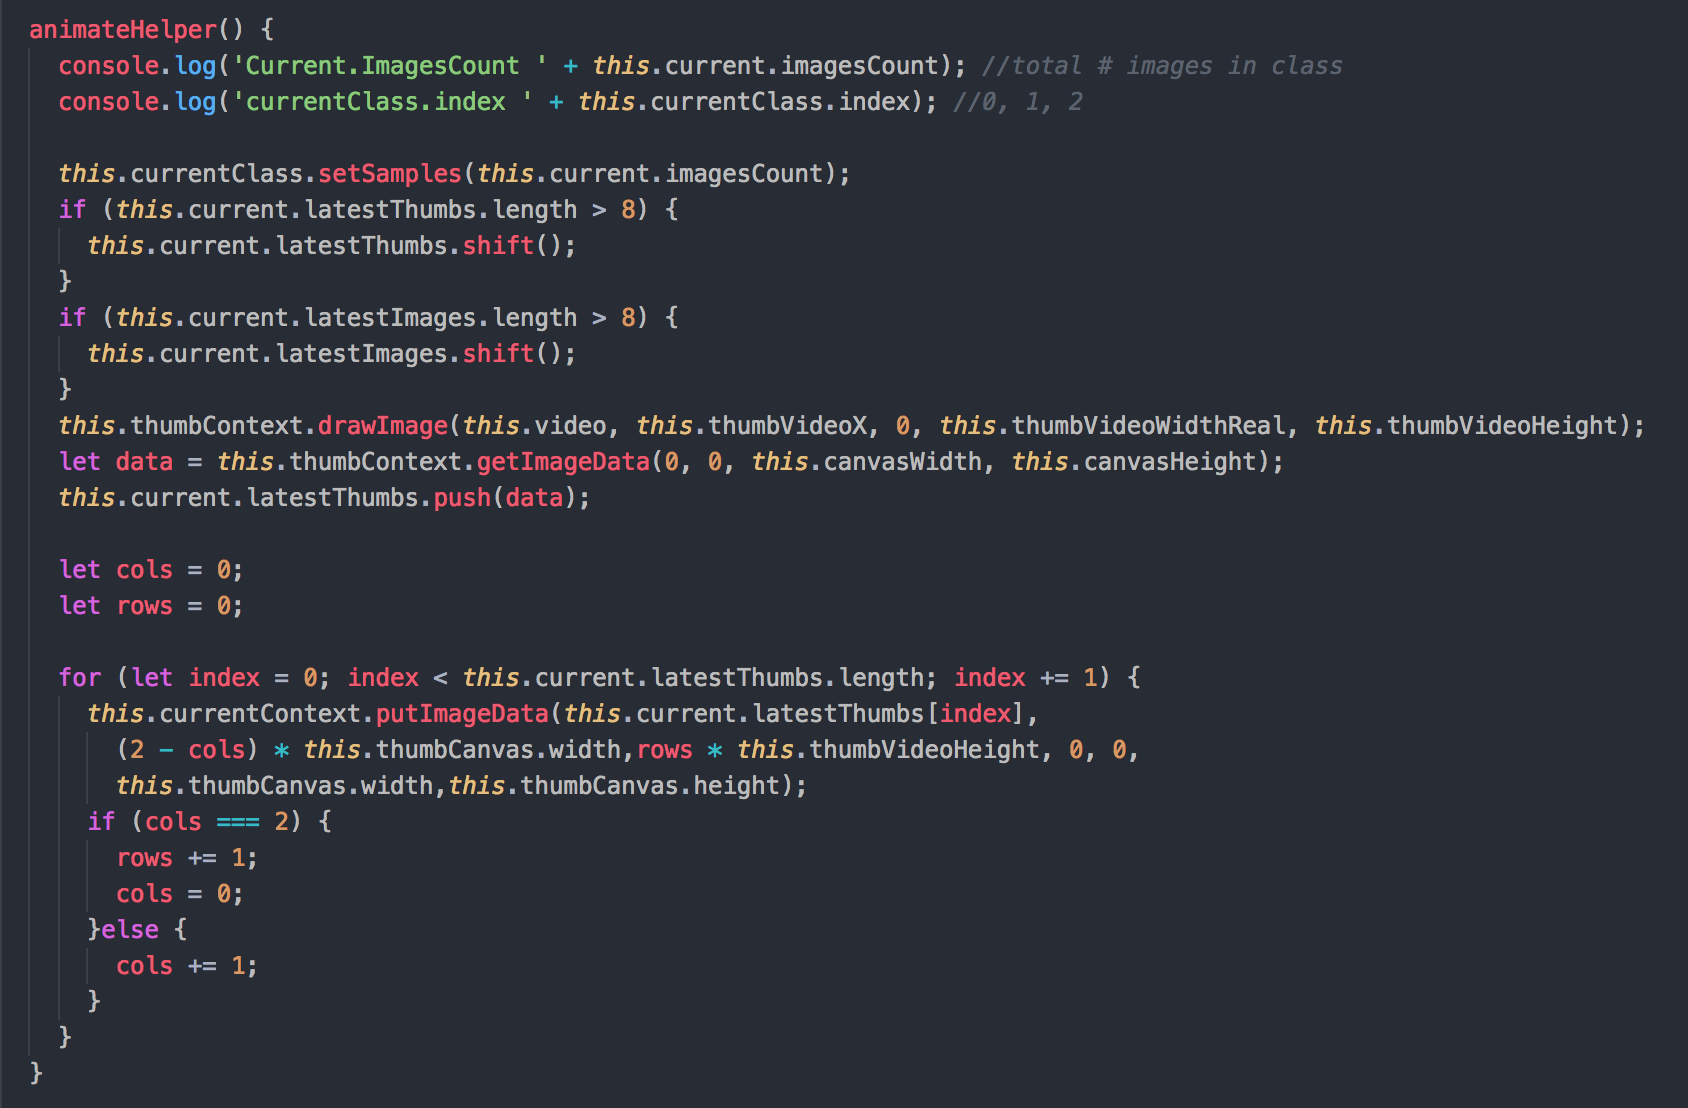 animateHelper() {
  console.log('Current.ImagesCount ' + this.current.imagesCount); //total # images in class
  console.log('currentClass.index ' + this.currentClass.index); //0, 1, 2

  this.currentClass.setSamples(this.current.imagesCount);
  if (this.current.latestThumbs.length > 8) {
    this.current.latestThumbs.shift();
  }
  if (this.current.latestImages.length > 8) {
    this.current.latestImages.shift();
  }
  this.thumbContext.drawImage(this.video, this.thumbVideoX, 0, this.thumbVideoWidthReal, this.thumbVideoHeight);
  let data = this.thumbContext.getImageData(0, 0, this.canvasWidth, this.canvasHeight);
  this.current.latestThumbs.push(data);

  let cols = 0;
  let rows = 0;

  for (let index = 0; index < this.current.latestThumbs.length; index += 1) {
    this.currentContext.putImageData(this.current.latestThumbs[index],
      (2 - cols) * this.thumbCanvas.width,rows * this.thumbVideoHeight, 0, 0,
      this.thumbCanvas.width,this.thumbCanvas.height);
    if (cols === 2) {
      rows += 1;
      cols = 0;
    }else {
      cols += 1;
    }
  }
}